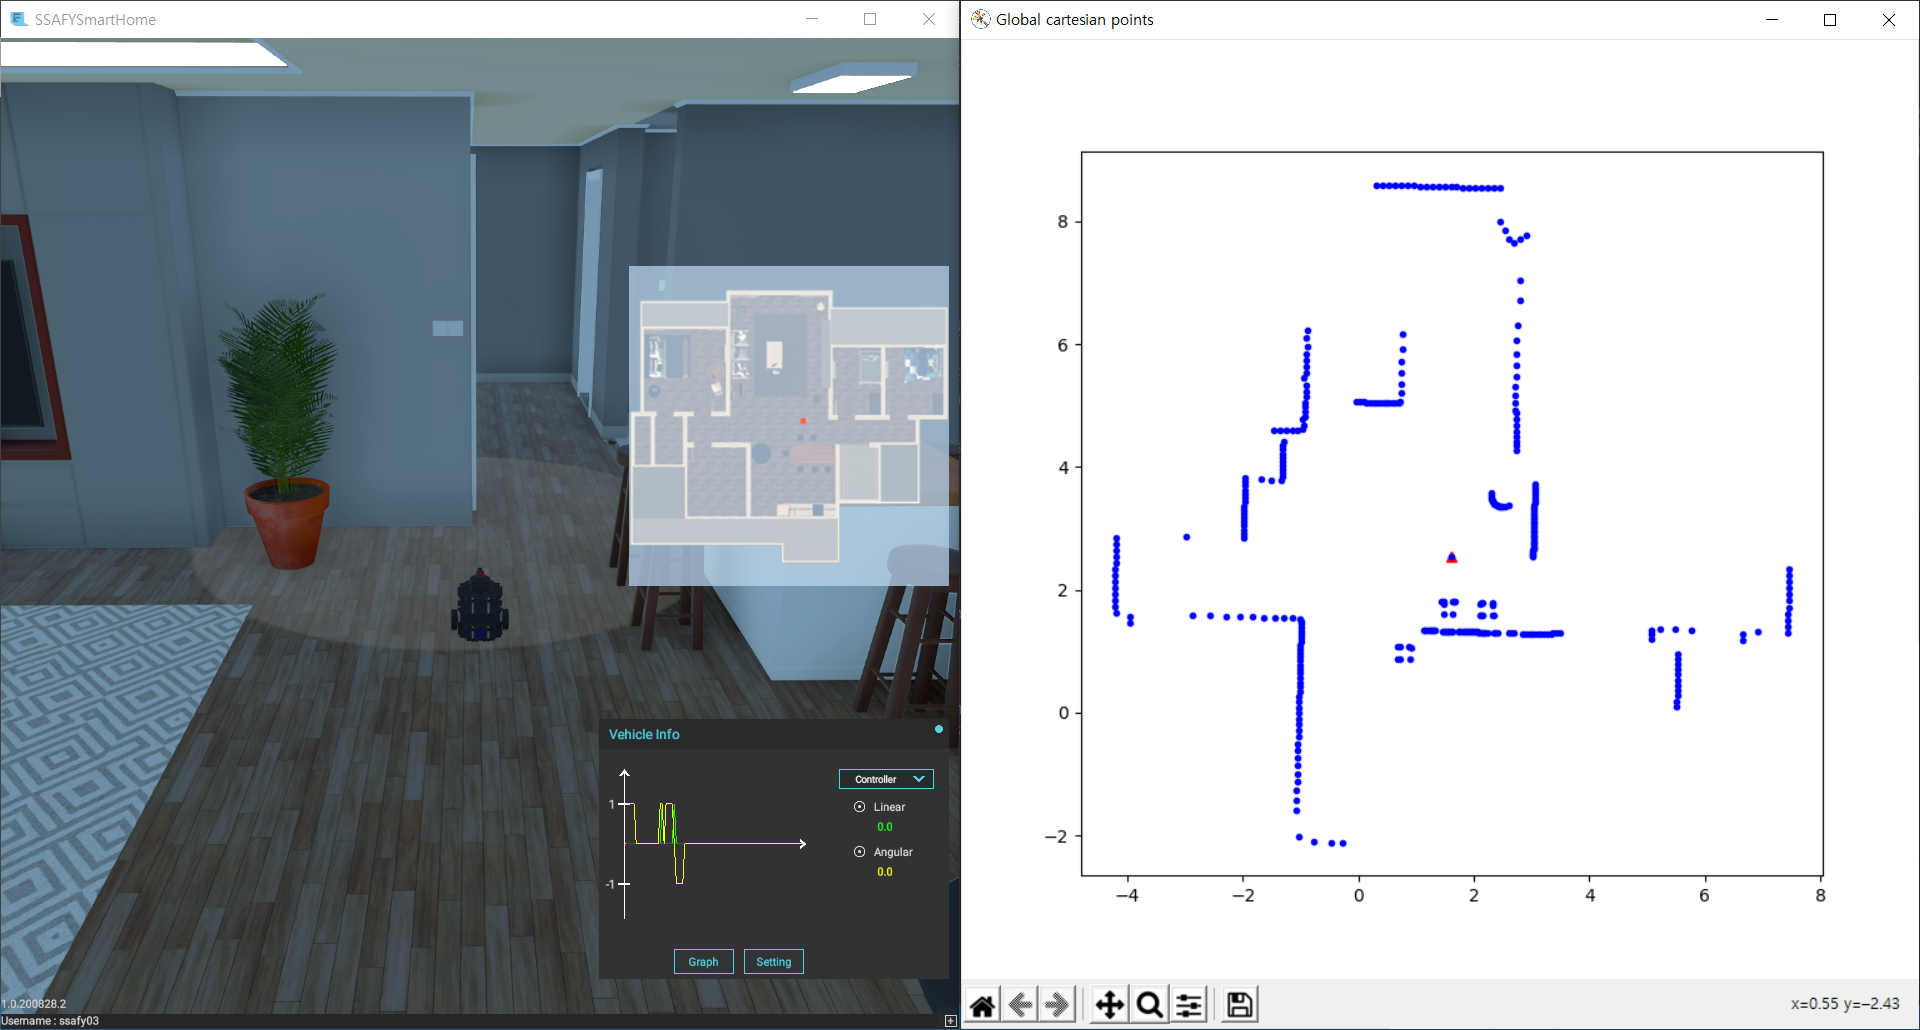 SSAFYSmartHome
Vehicle Info
Controller
1
Linear
0.0
Angular
0.0
-1
Graph
Setting
1.0.200828.2
Username : ssafy03
Global cartesian points
8
6
4
2
0
−2
−4
−2
0
2
4
6
8
x=0.55 y=−2.43